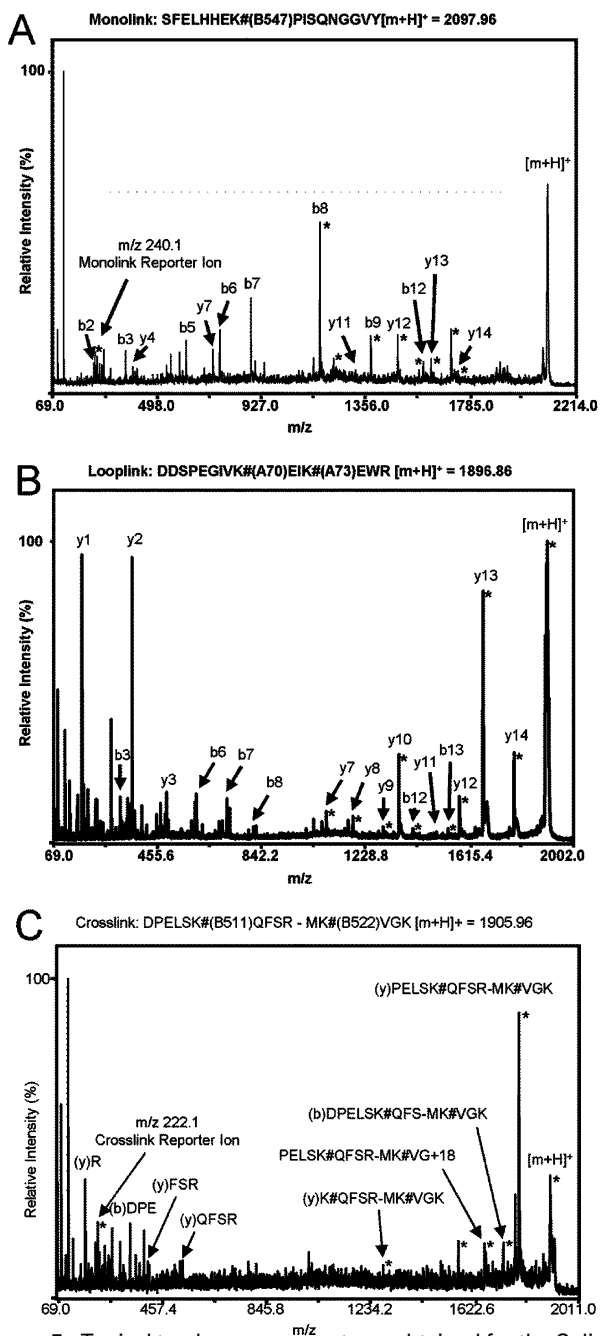 A
Monolink: SFELHHEK#(B547)PISQNGGVY[m+H]+ = 2097.96
100
Relative Intensity (%)
[m+H]+
b8
*
m/z 240.1
Monolink Reporter Ion
y13
b6
b7
y7
b12
b2
*
b3
y4
b5
y11
*
b9
*
y12
*
*
*
*
y14
*
69.0 498.0 927.0 1356.0 1785.0 2214.0
m/z
B
Looplink: DDSPEGIVK#(A70)EIK#(A73)EWR [m+H]+ = 1896.86
100
Relative Intensity (%)
[m+H]+
*
y1
y2
y13
*
y10
*
b13
y14
*
b3
b6
b7
y11
y3
b8
y7
*
y8
*
y9
*
b12
*
*
y12
*
69.0 455.6 842.2 1228.8 1615.4 2002.0
m/z
C
Crosslink: DPELSK#(B511)QFSR - MK#(B522)VGK [m+H]+ = 1905.96
100
Relative Intensity (%)
(y)PELSK#QFSR-MK#VGK
*
m/z 222.1
Crosslink Reporter Ion
(b)DPELSK#QFS-MK#VGK
(y)R
PELSK#QFSR-MK#VG+18
[m+H]+
*
(y)FSR
(b)DPE
*
(y)K#QFSR-MK#VGK
(y)QFSR
*
*
*
*
69.0 457.4 845.8 1234.2 1622.6 2011.0
m/z